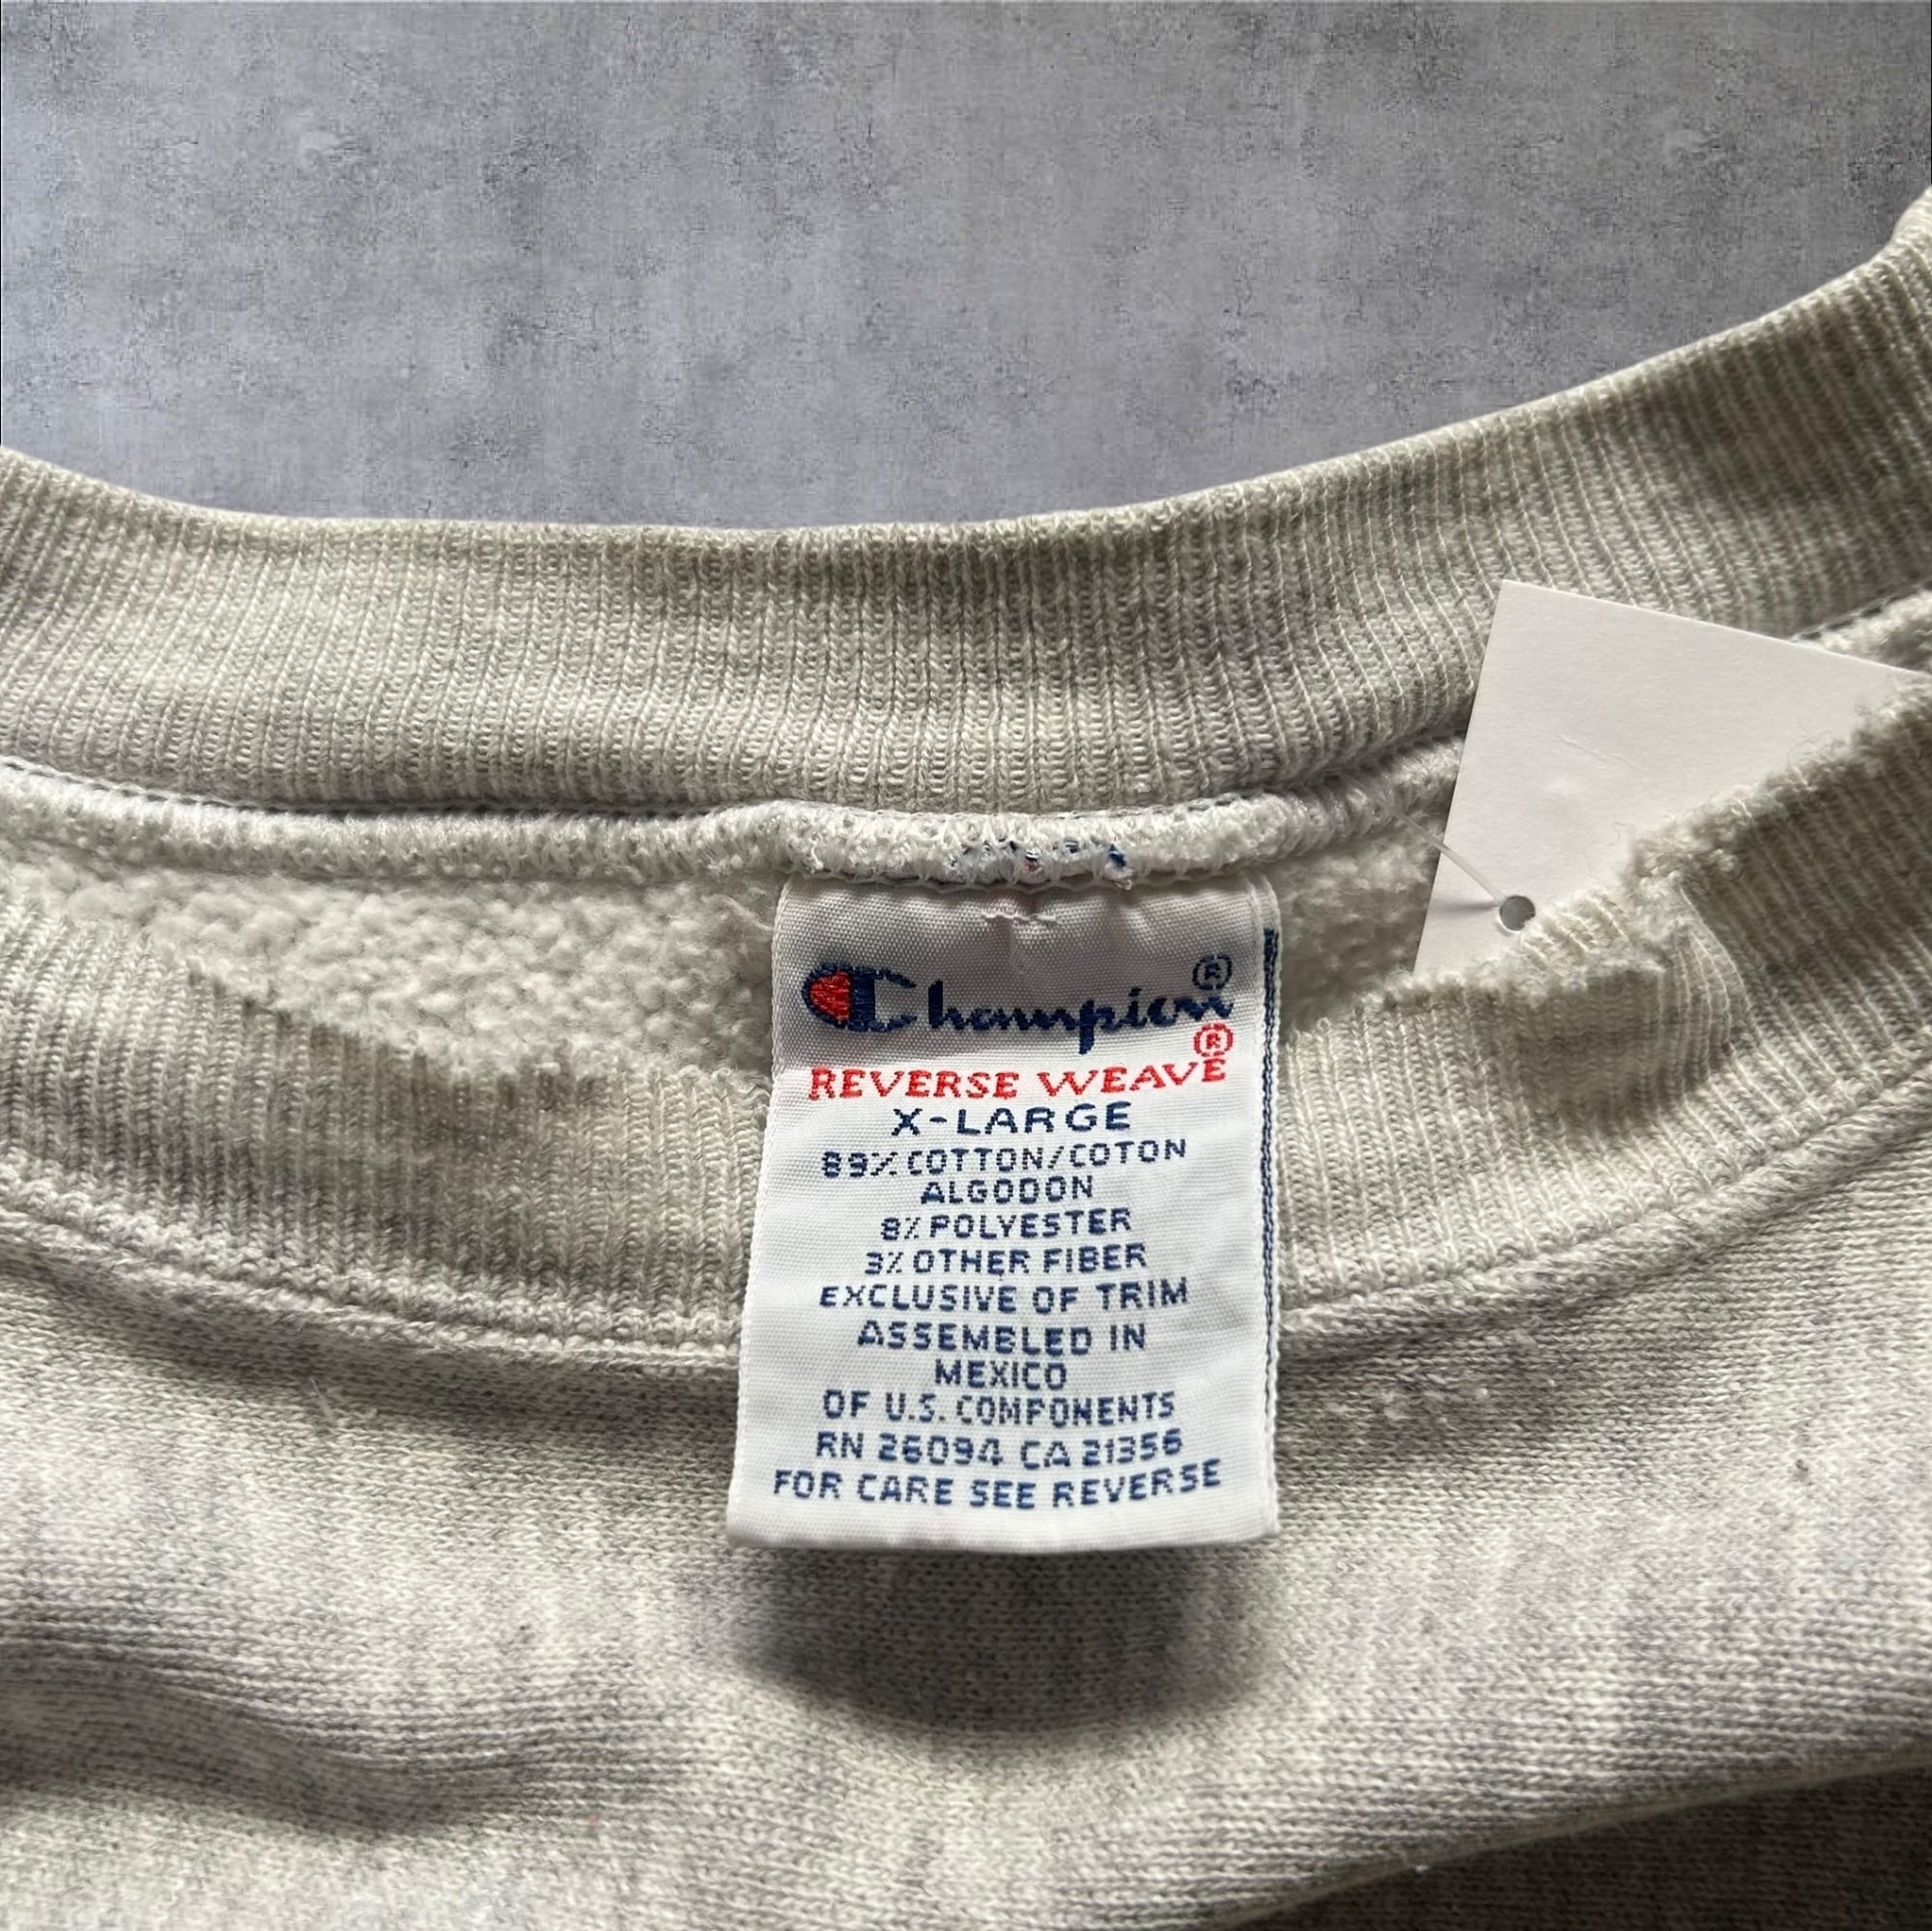 Champion®
REVERSE WEAVE®
X-LARGE
89% COTTON/COTON
ALGODON
8% POLYESTER
3% OTHER FIBER
EXCLUSIVE OF TRIM
ASSEMBLED IN
MEXICO
OF U.S. COMPONENTS
RN 26094 CA 21356
FOR CARE SEE REVERSE